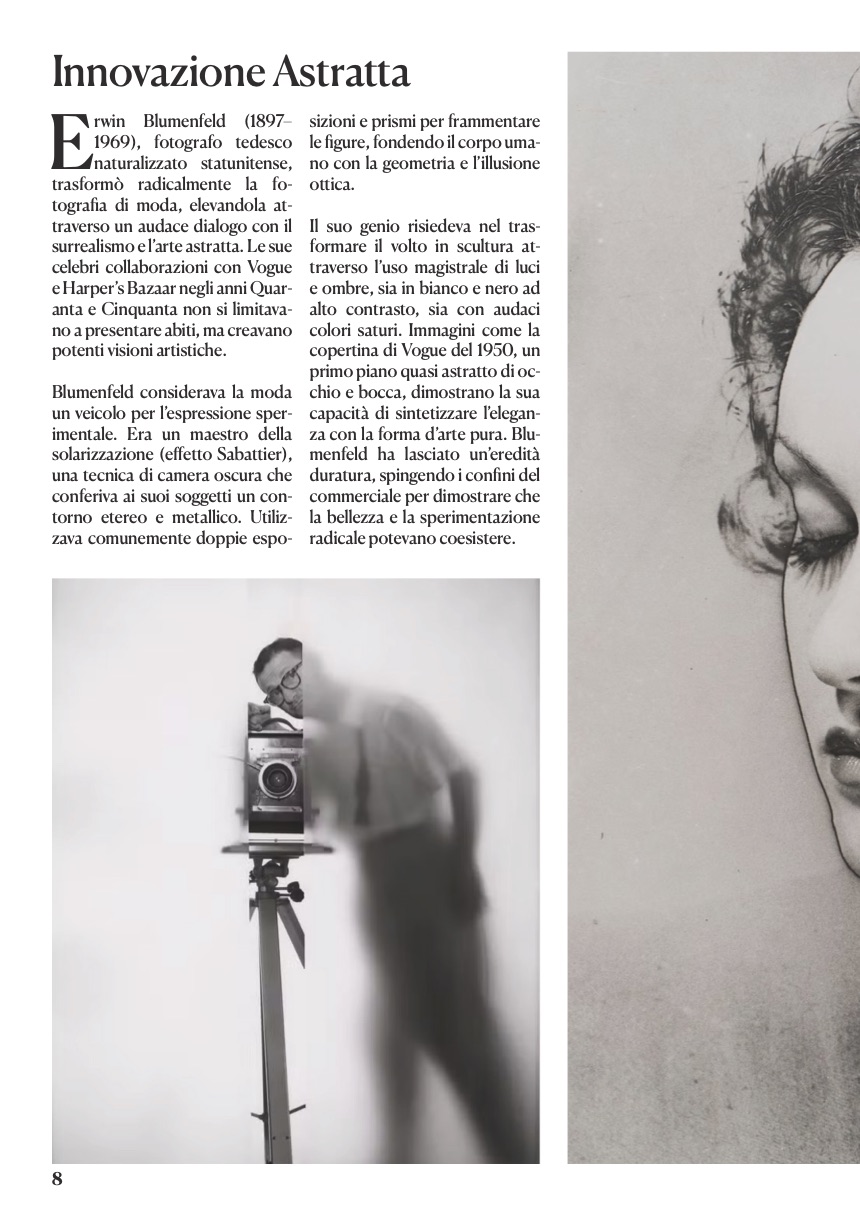 Innovazione Astratta
Erwin Blumenfeld (1897–
1969), fotografo tedesco
naturalizzato statunitense,
trasformò radicalmente la fo-
tografia di moda, elevandola at-
traverso un audace dialogo con il
surrealismo e l'arte astratta. Le sue
celebri collaborazioni con Vogue
e Harper's Bazaar negli anni Quar-
anta e Cinquanta non si limitava-
no a presentare abiti, ma creavano
potenti visioni artistiche.
Blumenfeld considerava la moda
un veicolo per l'espressione sper-
imentale. Era un maestro della
solarizzazione (effetto Sabattier),
una tecnica di camera oscura che
conferiva ai suoi soggetti un con-
torno etereo e metallico. Utiliz-
zava comunemente doppie espo-
sizioni e prismi per frammentare
le figure, fondendo il corpo uma-
no con la geometria e l'illusione
ottica.
Il suo genio risiedeva nel tras-
formare il volto in scultura at-
traverso l'uso magistrale di luci
e ombre, sia in bianco e nero ad
alto contrasto, sia con audaci
colori saturi. Immagini come la
copertina di Vogue del 1950, un
primo piano quasi astratto di oc-
chio e bocca, dimostrano la sua
capacità di sintetizzare l'elegan-
za con la forma d'arte pura. Blu-
menfeld ha lasciato un'eredità
duratura, spingendo i confini del
commerciale per dimostrare che
la bellezza e la sperimentazione
radicale potevano coesistere.
8